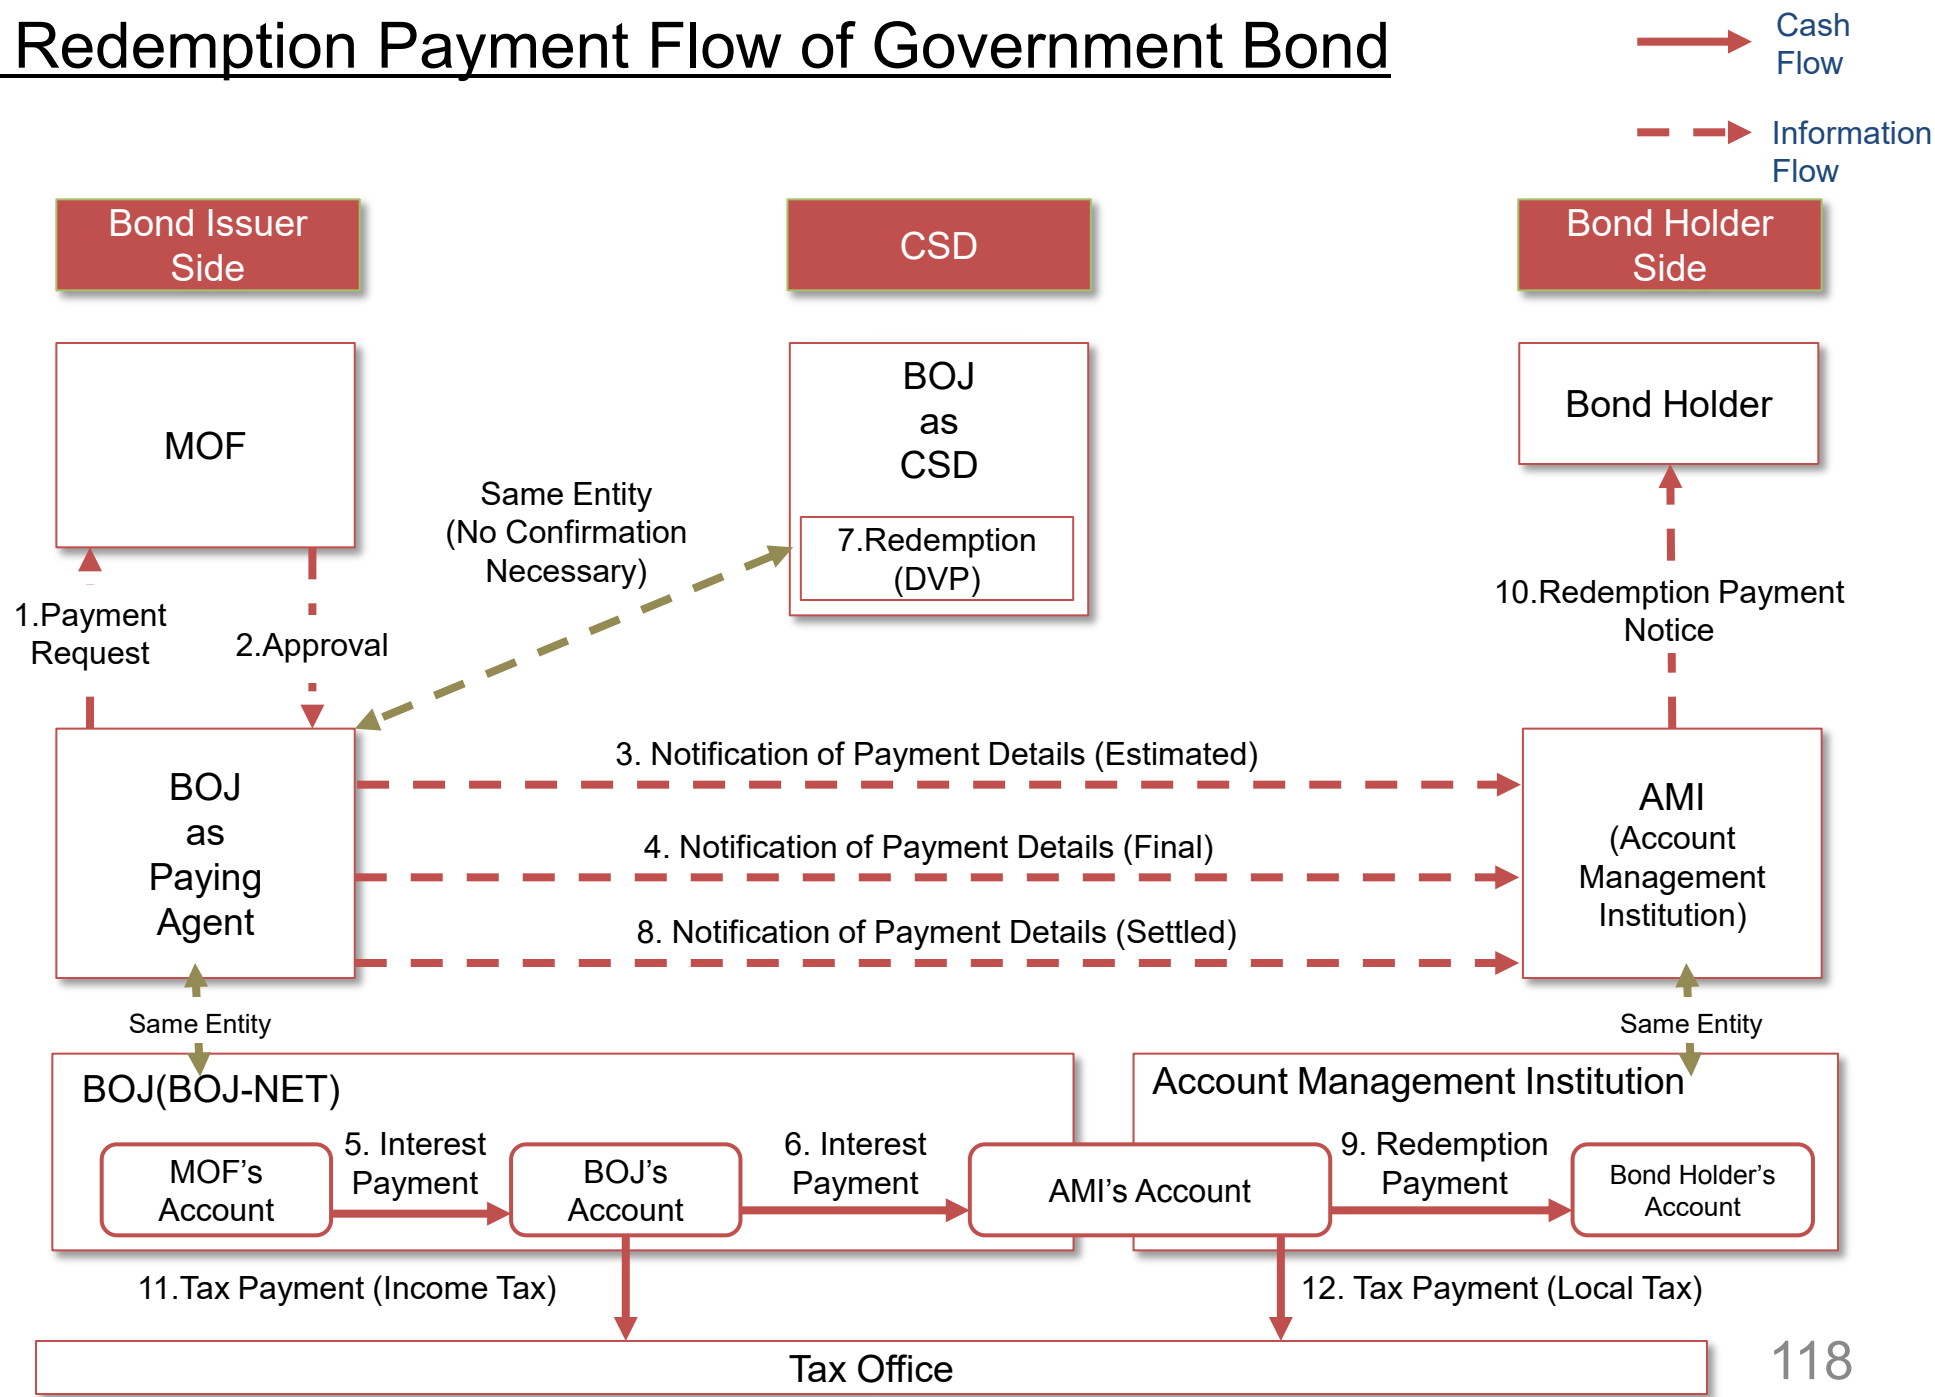 Redemption Payment Flow of Government Bond
Cash
Flow
Information
Flow
Bond Issuer
Side
CSD
Bond Holder
Side
MOF
BOJ
as
CSD
7.Redemption
(DVP)
Bond Holder
Same Entity
(No Confirmation
Necessary)
1.Payment
Request
2.Approval
10.Redemption Payment
Notice
BOJ
as
Paying
Agent
3. Notification of Payment Details (Estimated)
4. Notification of Payment Details (Final)
8. Notification of Payment Details (Settled)
AMI
(Account
Management
Institution)
Same Entity
Same Entity
BOJ(BOJ-NET)
Account Management Institution
MOF's
Account
5. Interest
Payment
BOJ's
Account
6. Interest
Payment
AMI's Account
9. Redemption
Payment
Bond Holder's
Account
11.Tax Payment (Income Tax)
12. Tax Payment (Local Tax)
Tax Office
118